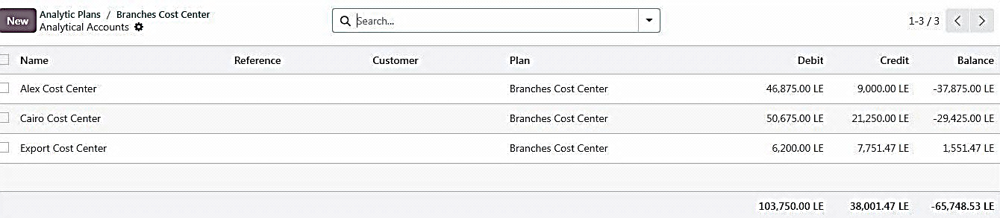 New
Analytic Plans / Branches Cost Center
Analytical Accounts
Search...
1-3 / 3
Name Reference Customer Plan Debit Credit Balance
Alex Cost Center Branches Cost Center 46,875.00 LE 9,000.00 LE -37,875.00 LE
Cairo Cost Center Branches Cost Center 50,675.00 LE 21,250.00 LE -29,425.00 LE
Export Cost Center Branches Cost Center 6,200.00 LE 7,751.47 LE 1,551.47 LE
103,750.00 LE 38,001.47 LE -65,748.53 LE